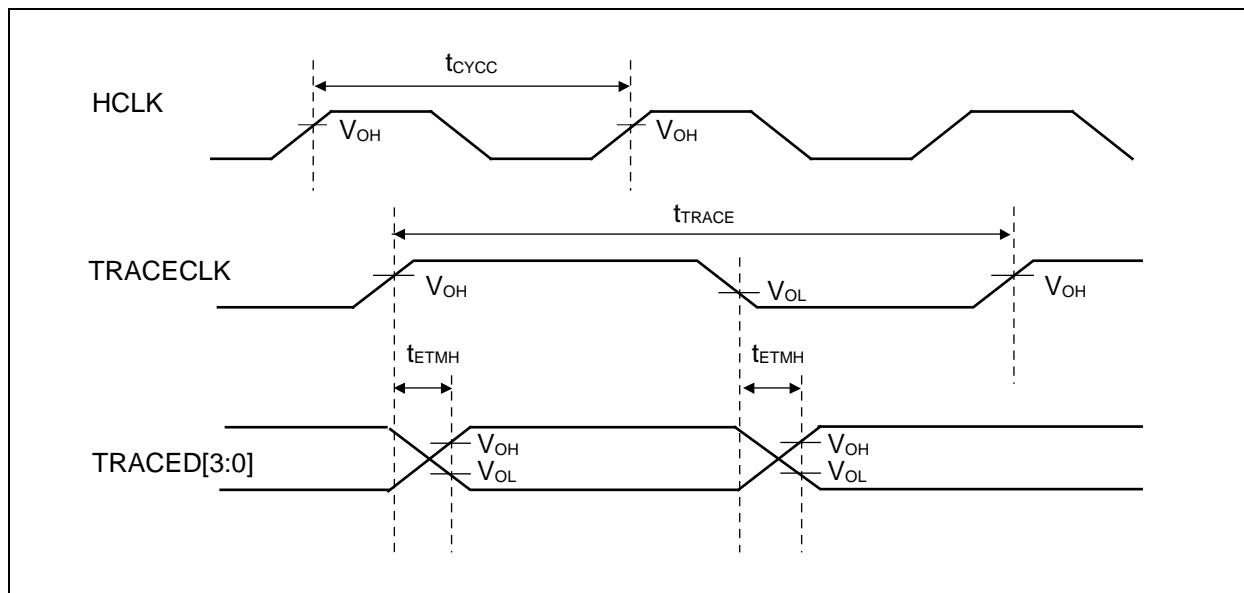 tCYCC
HCLK
VOH VOH
tTRACE
TRACECLK
VOH VOL VOH
tETMH tETMH
TRACED[3:0]
VOH VOH
VOL VOL